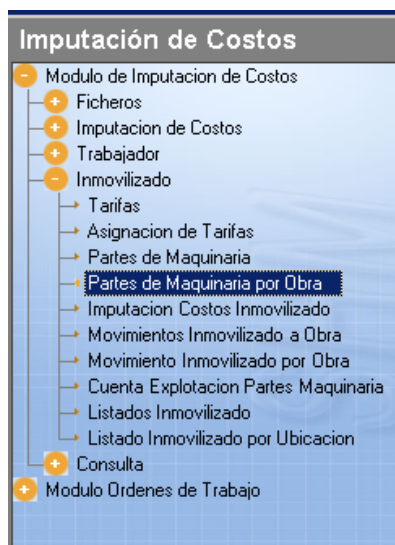 Imputación de Costos
Modulo de Imputacion de Costos
Ficheros
Imputacion de Costos
Trabajador
Inmovilizado
Tarifas
Asignacion de Tarifas
Partes de Maquinaria
Partes de Maquinaria por Obra
Imputacion Costos Inmovilizado
Movimientos Inmovilizado a Obra
Movimiento Inmovilizado por Obra
Cuenta Explotacion Partes Maquinaria
Listados Inmovilizado
Listado Inmovilizado por Ubicacion
Consulta
Modulo Ordenes de Trabajo